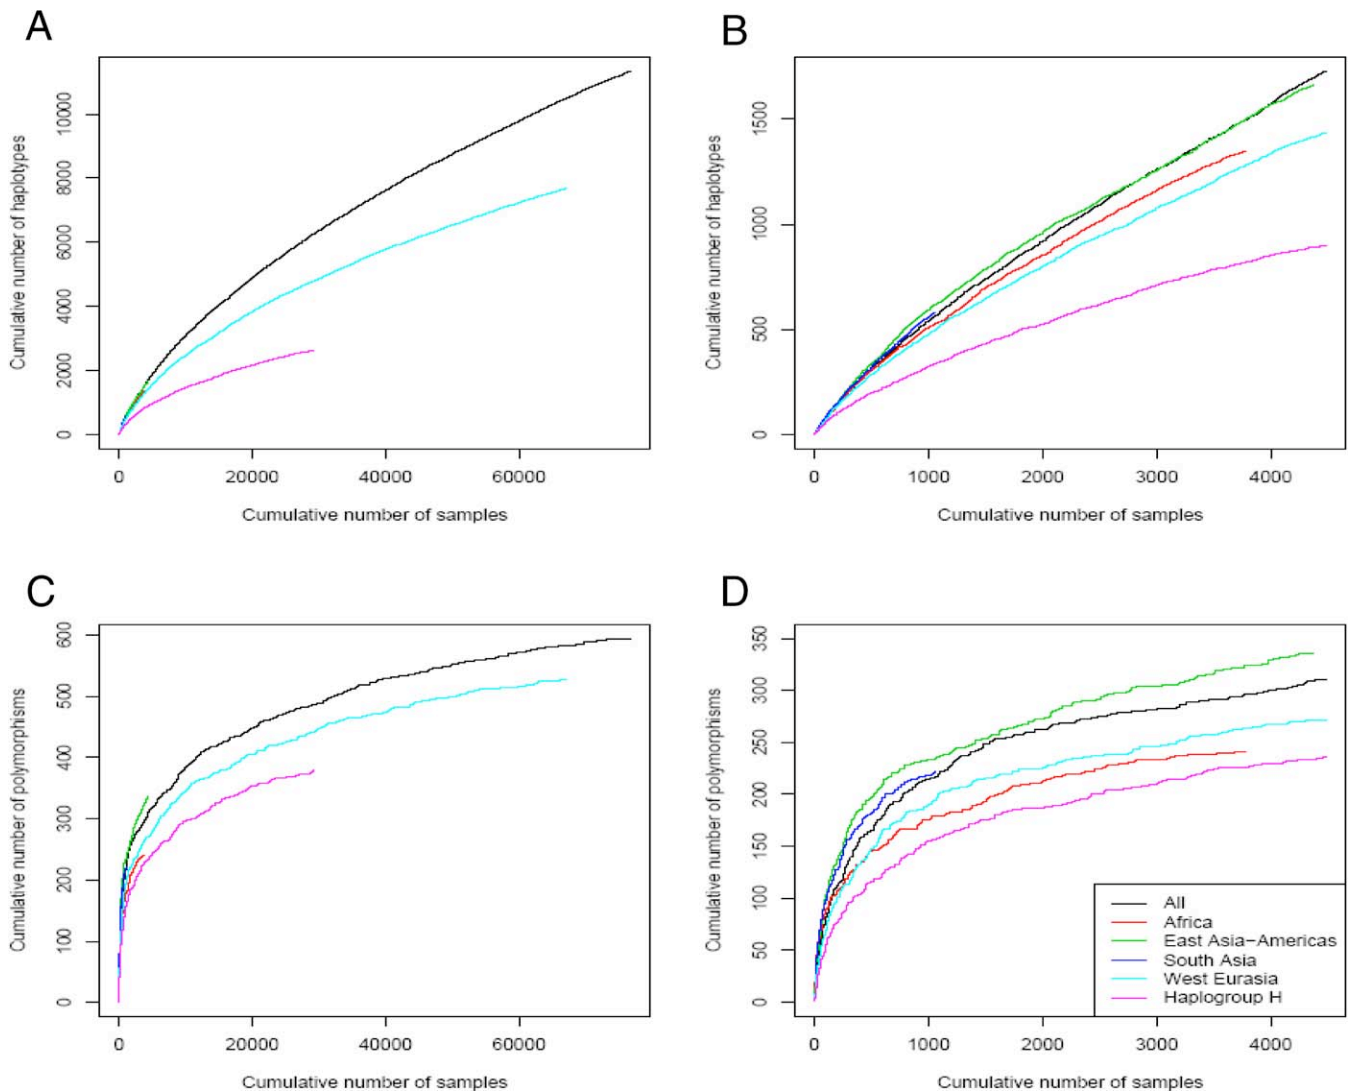 A
Cumulative number of haplotypes
0
2000
4000
6000
8000
10000
0
20000
40000
60000
Cumulative number of samples
B
Cumulative number of haplotypes
0
500
1000
1500
0
1000
2000
3000
4000
Cumulative number of samples
C
Cumulative number of polymorphisms
0
100
200
300
400
500
600
0
20000
40000
60000
Cumulative number of samples
D
Cumulative number of polymorphisms
0
50
100
150
200
250
300
350
0
1000
2000
3000
4000
Cumulative number of samples
All
Africa
East Asia−Americas
South Asia
West Eurasia
Haplogroup H